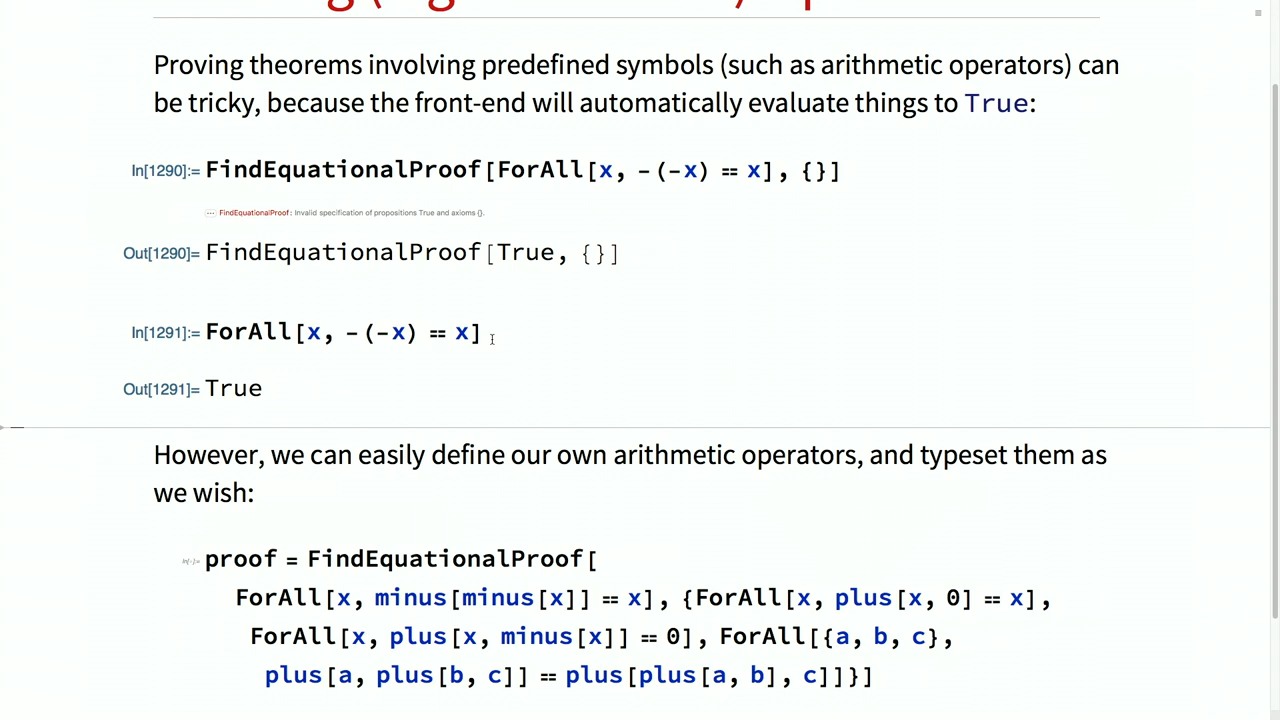 Proving theorems involving predefined symbols (such as arithmetic operators) can
be tricky, because the front-end will automatically evaluate things to True:
In[1290]:= FindEquationalProof[ForAll[x, -(-x) == x], {}]
FindEquationalProof: Invalid specification of propositions True and axioms {}.
Out[1290]= FindEquationalProof[True, {}]
In[1291]:= ForAll[x, -(-x) == x]
Out[1291]= True
However, we can easily define our own arithmetic operators, and typeset them as
we wish:
In[-]:= proof = FindEquationalProof[
ForAll[x, minus[minus[x]] == x], {ForAll[x, plus[x, 0] == x],
ForAll[x, plus[x, minus[x]] == 0], ForAll[{a, b, c},
plus[a, plus[b, c]] == plus[plus[a, b], c]]}]